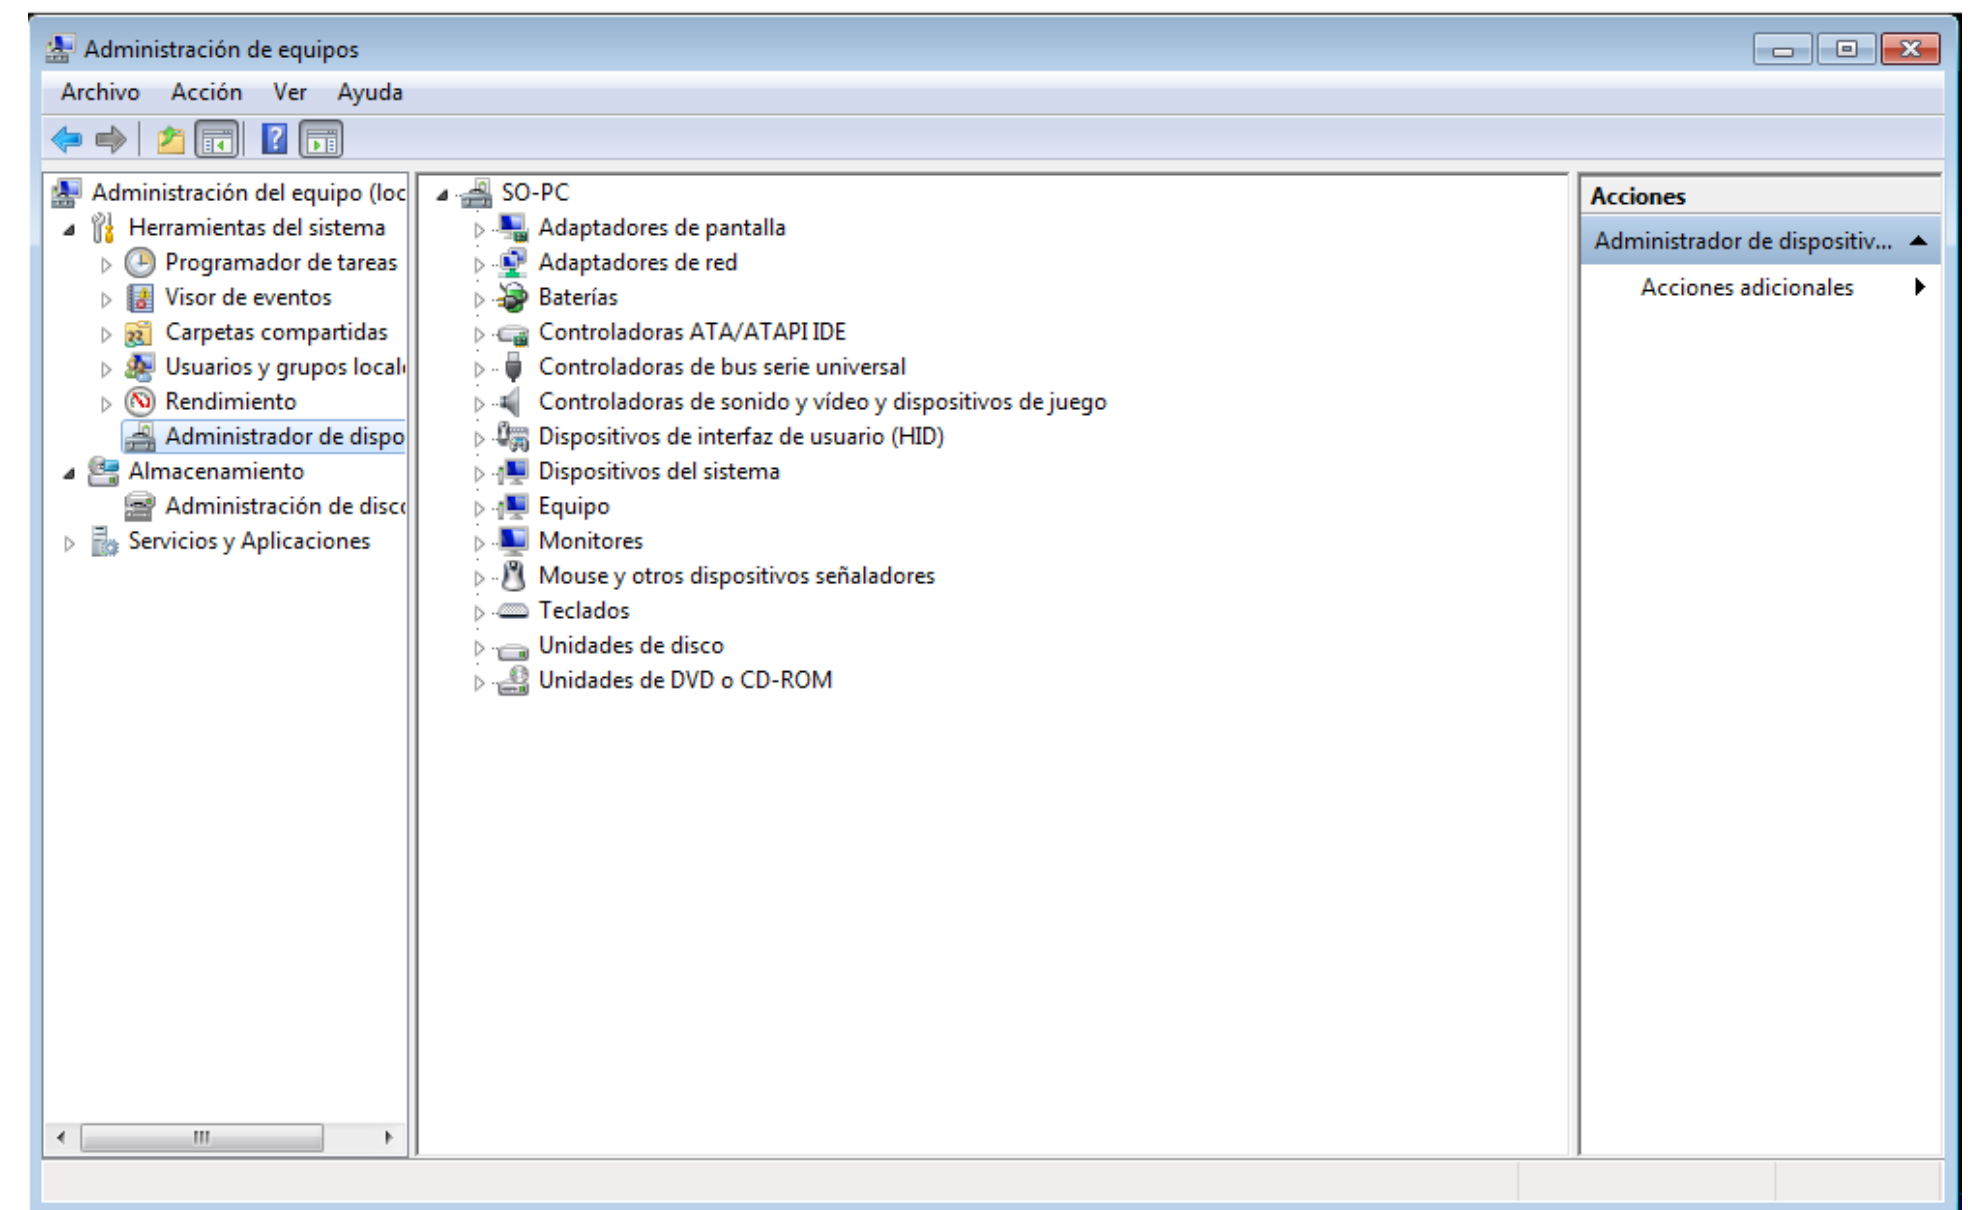 Administración de equipos
Archivo Acción Ver Ayuda
Administración del equipo (loc
Herramientas del sistema
Programador de tareas
Visor de eventos
Carpetas compartidas
Usuarios y grupos local
Rendimiento
Administrador de dispo
Almacenamiento
Administración de disc
Servicios y Aplicaciones
SO-PC
Adaptadores de pantalla
Adaptadores de red
Baterías
Controladoras ATA/ATAPI IDE
Controladoras de bus serie universal
Controladoras de sonido y vídeo y dispositivos de juego
Dispositivos de interfaz de usuario (HID)
Dispositivos del sistema
Equipo
Monitores
Mouse y otros dispositivos señaladores
Teclados
Unidades de disco
Unidades de DVD o CD-ROM
Acciones
Administrador de dispositiv...
Acciones adicionales